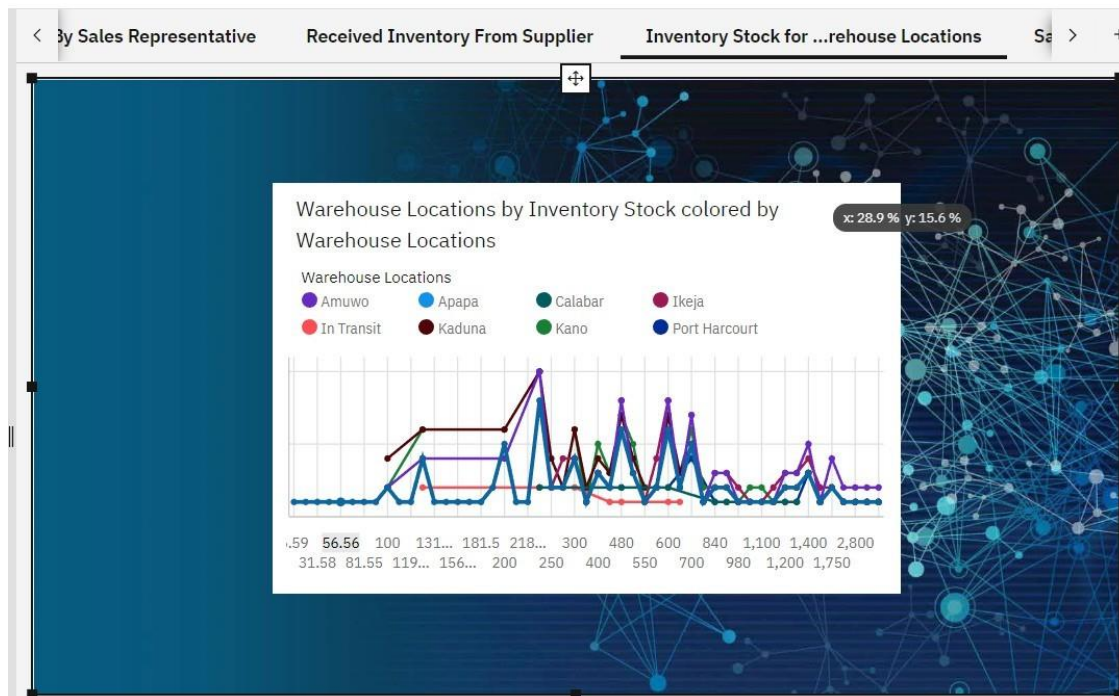 By Sales Representative Received Inventory From Supplier Inventory Stock for ...rehouse Locations Sa
x: 28.9 % y: 15.6 %
Warehouse Locations by Inventory Stock colored by
Warehouse Locations
Warehouse Locations
Amuwo Apapa Calabar Ikeja
In Transit Kaduna Kano Port Harcourt
.59 56.56 100 131... 181.5 218... 300 480 600 840 1,100 1,400 2,800
31.58 81.55 119... 156... 200 250 400 550 700 980 1,200 1,750